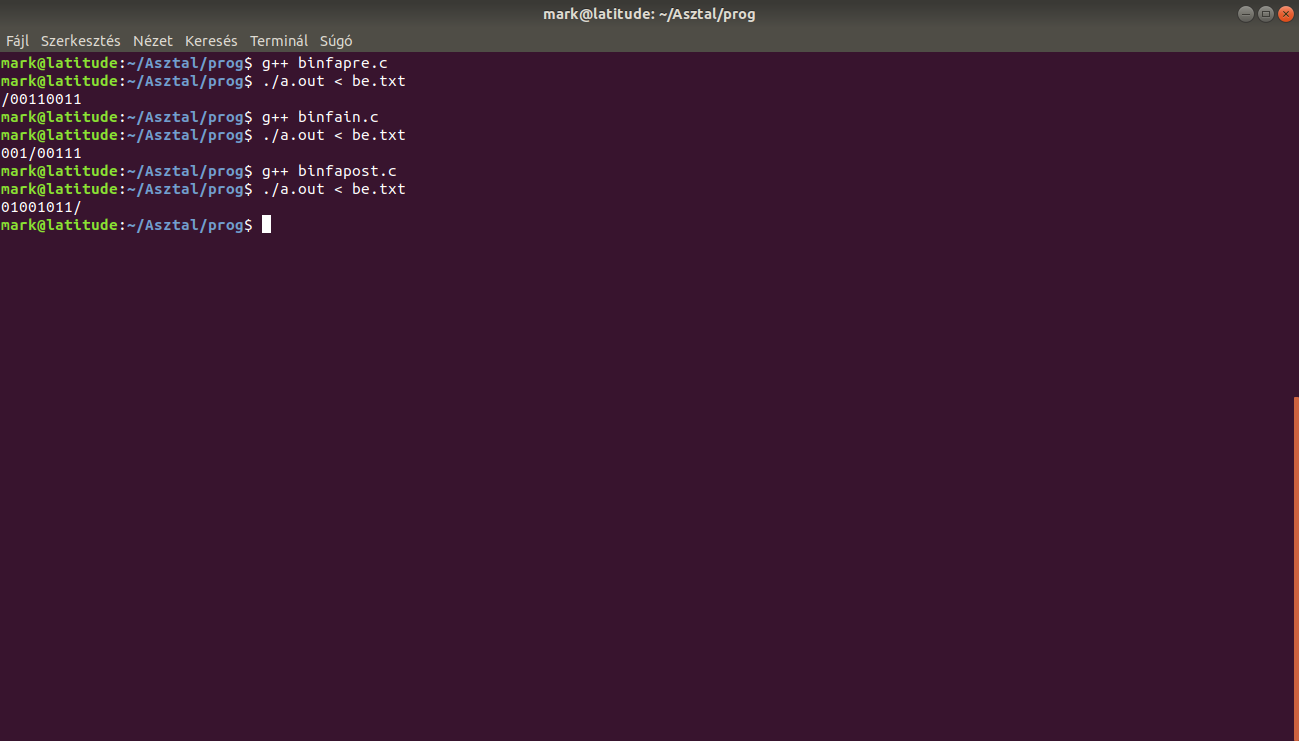 mark@latitude: ~/Asztal/prog
Fájl Szerkesztés Nézet Keresés Terminál Súgó
mark@latitude:~/Asztal/prog$ g++ binfapre.c
mark@latitude:~/Asztal/prog$ ./a.out < be.txt
/00110011
mark@latitude:~/Asztal/prog$ g++ binfain.c
mark@latitude:~/Asztal/prog$ ./a.out < be.txt
001/00111
mark@latitude:~/Asztal/prog$ g++ binfapost.c
mark@latitude:~/Asztal/prog$ ./a.out < be.txt
01001011/
mark@latitude:~/Asztal/prog$